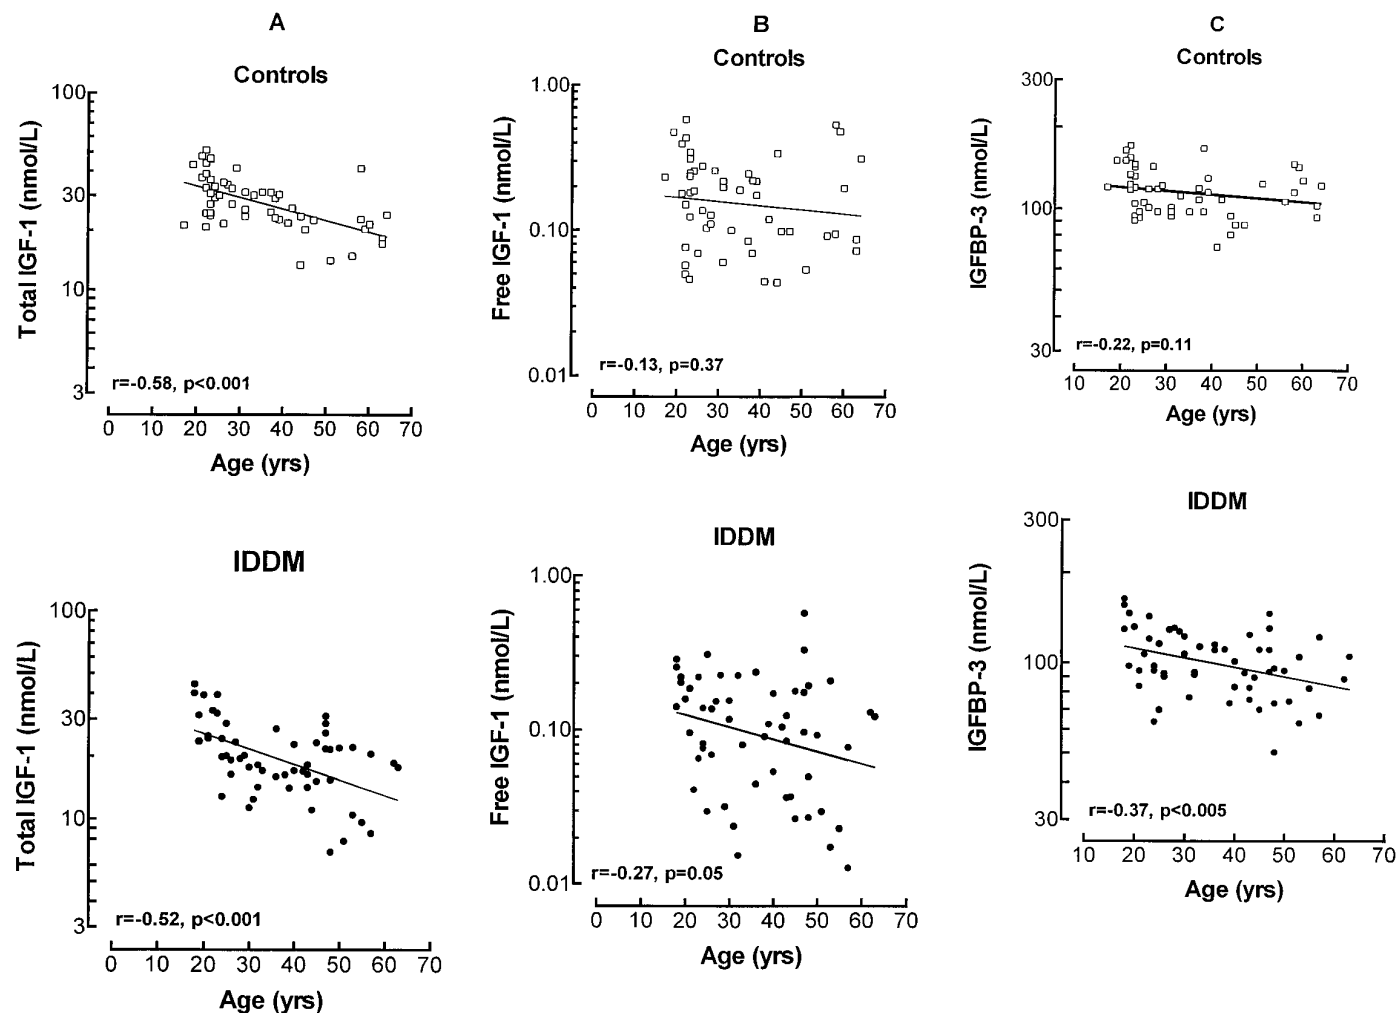 A
Controls
Total IGF-1 (nmol/L)
100
30
10
3
r=-0.58, p<0.001
0 10 20 30 40 50 60 70
Age (yrs)
B
Controls
Free IGF-1 (nmol/L)
1.00
0.10
0.01
r=-0.13, p=0.37
0 10 20 30 40 50 60 70
Age (yrs)
C
Controls
IGFBP-3 (nmol/L)
300
100
30
r=-0.22, p=0.11
10 20 30 40 50 60 70
Age (yrs)
IDDM
Total IGF-1 (nmol/L)
100
30
10
3
r=-0.52, p<0.001
0 10 20 30 40 50 60 70
Age (yrs)
IDDM
Free IGF-1 (nmol/L)
1.00
0.10
0.01
r=-0.27, p=0.05
0 10 20 30 40 50 60 70
Age (yrs)
IDDM
IGFBP-3 (nmol/L)
300
100
30
r=-0.37, p<0.005
10 20 30 40 50 60 70
Age (yrs)